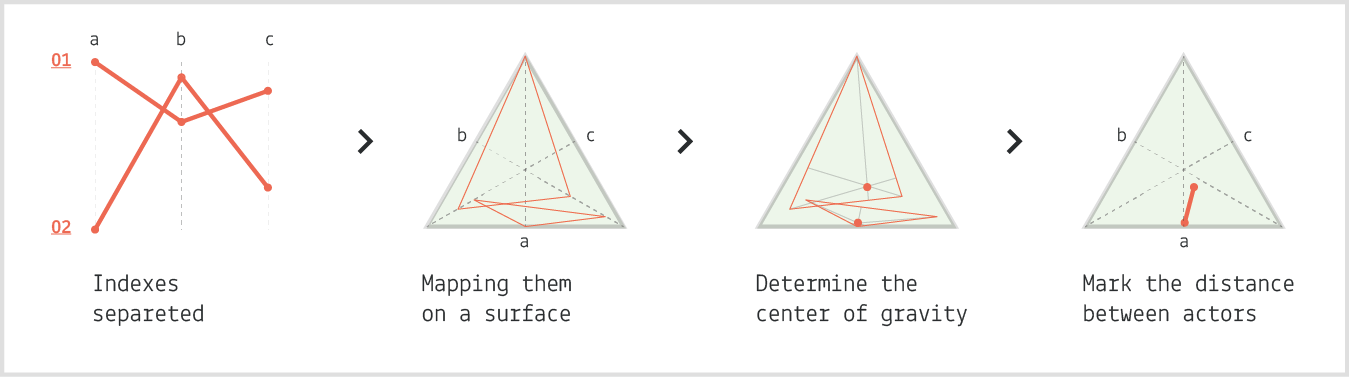 a b c
01
02
Indexes
separeted
b c
a
Mapping them
on a surface
Determine the
center of gravity
b c
a
Mark the distance
between actors